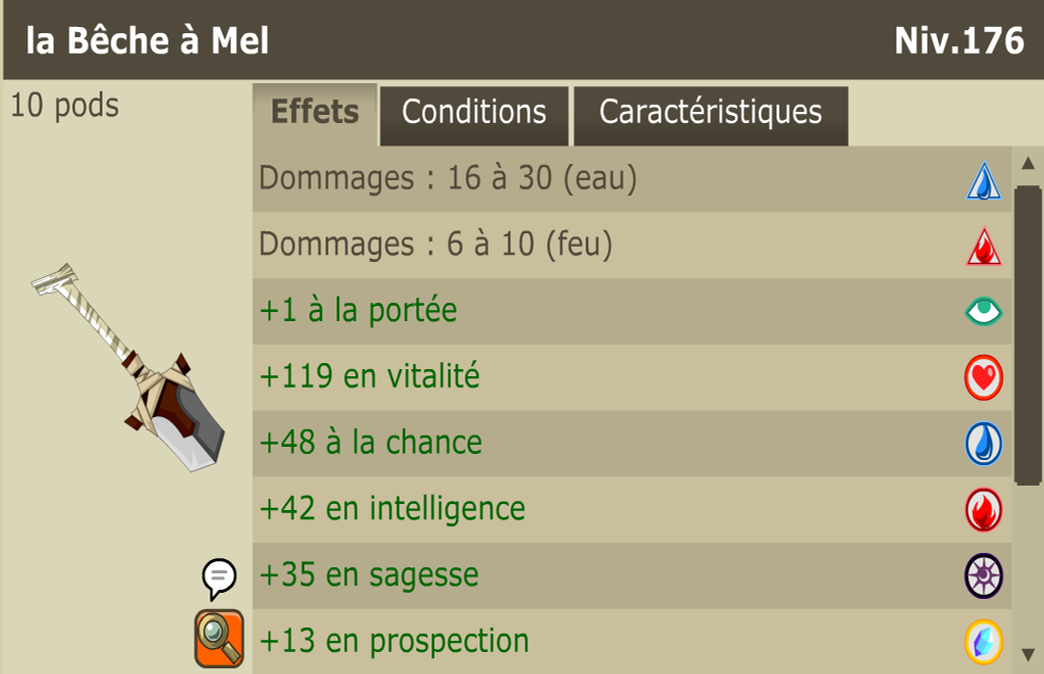 la Bêche à Mel
Niv.176
10 pods
Effets
Conditions
Caractéristiques
Dommages : 16 à 30 (eau)
Dommages : 6 à 10 (feu)
+1 à la portée
+119 en vitalité
+48 à la chance
+42 en intelligence
+35 en sagesse
+13 en prospection